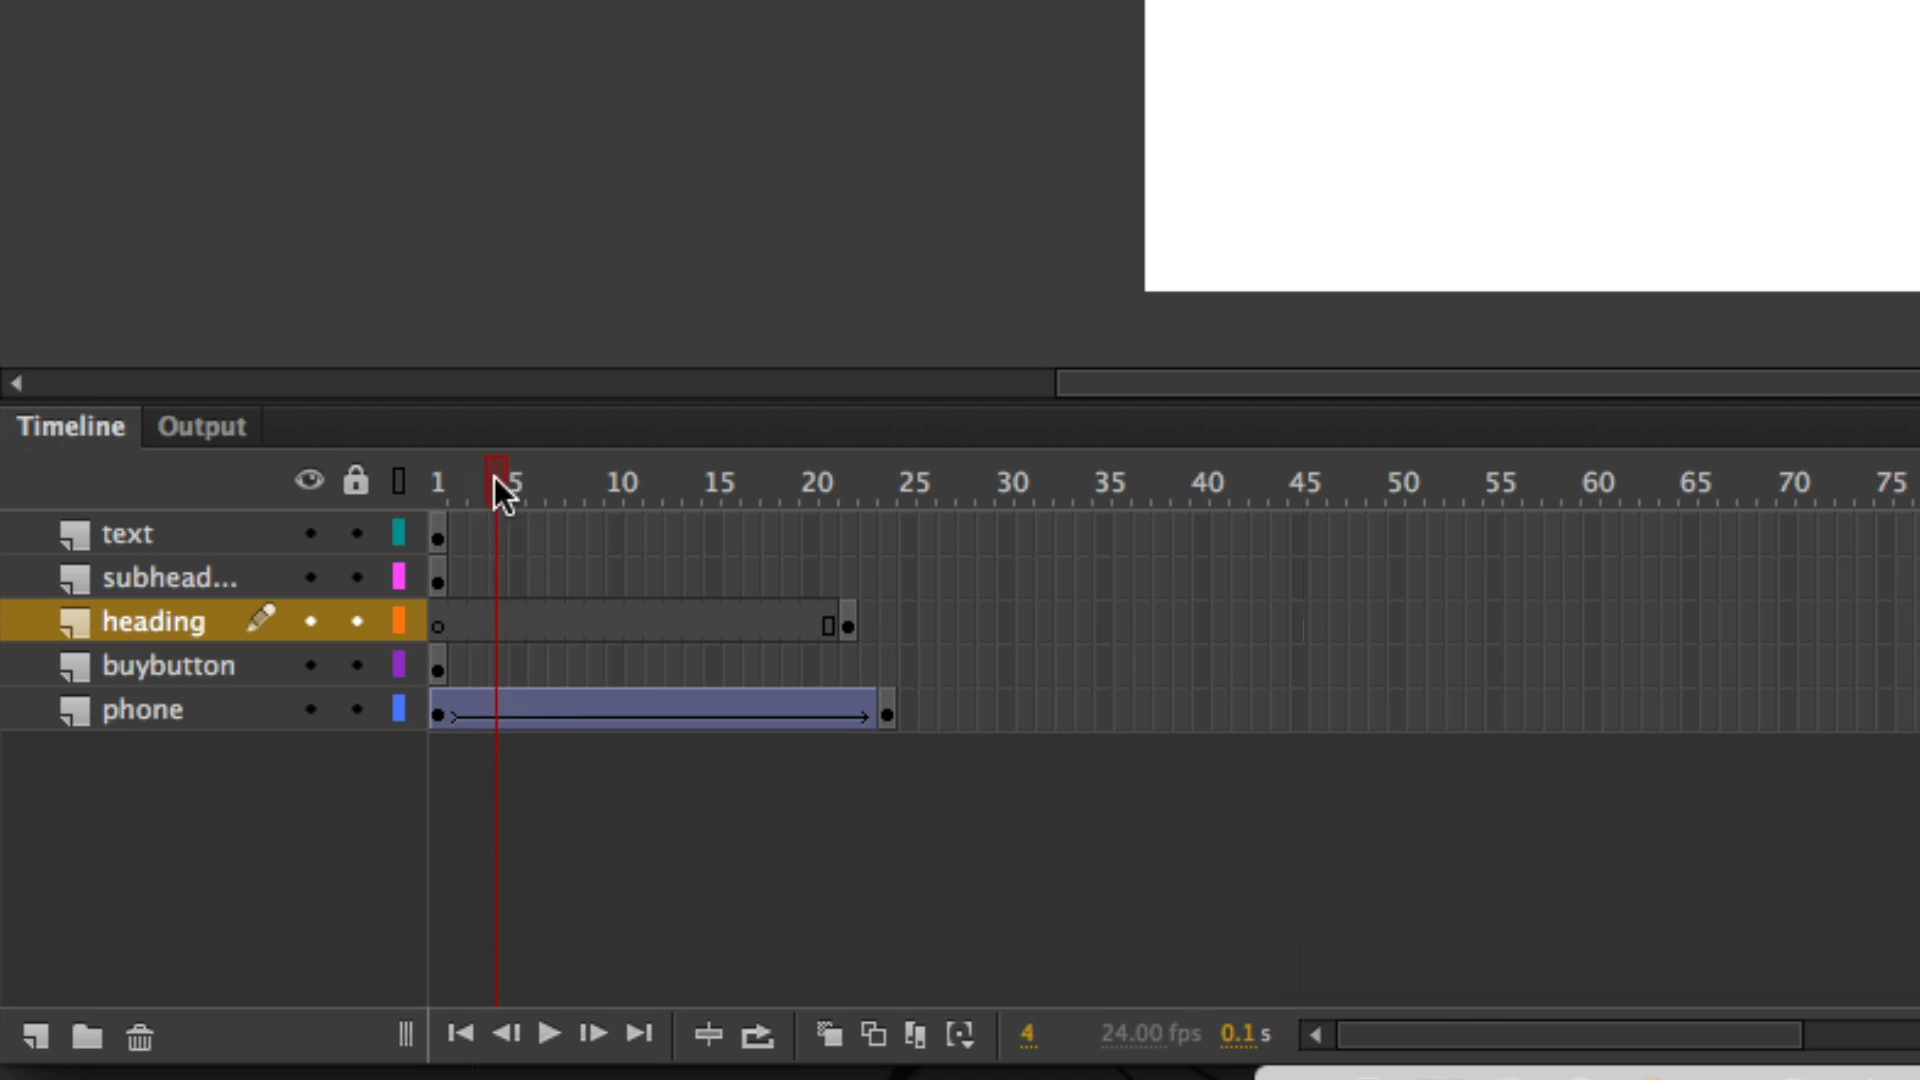 Timeline Output
1 5 10 15 20 25 30 35 40 45 50 55 60 65 70 75
text
subhead...
heading
buybutton
phone
4 24.00 fps 0.1 s